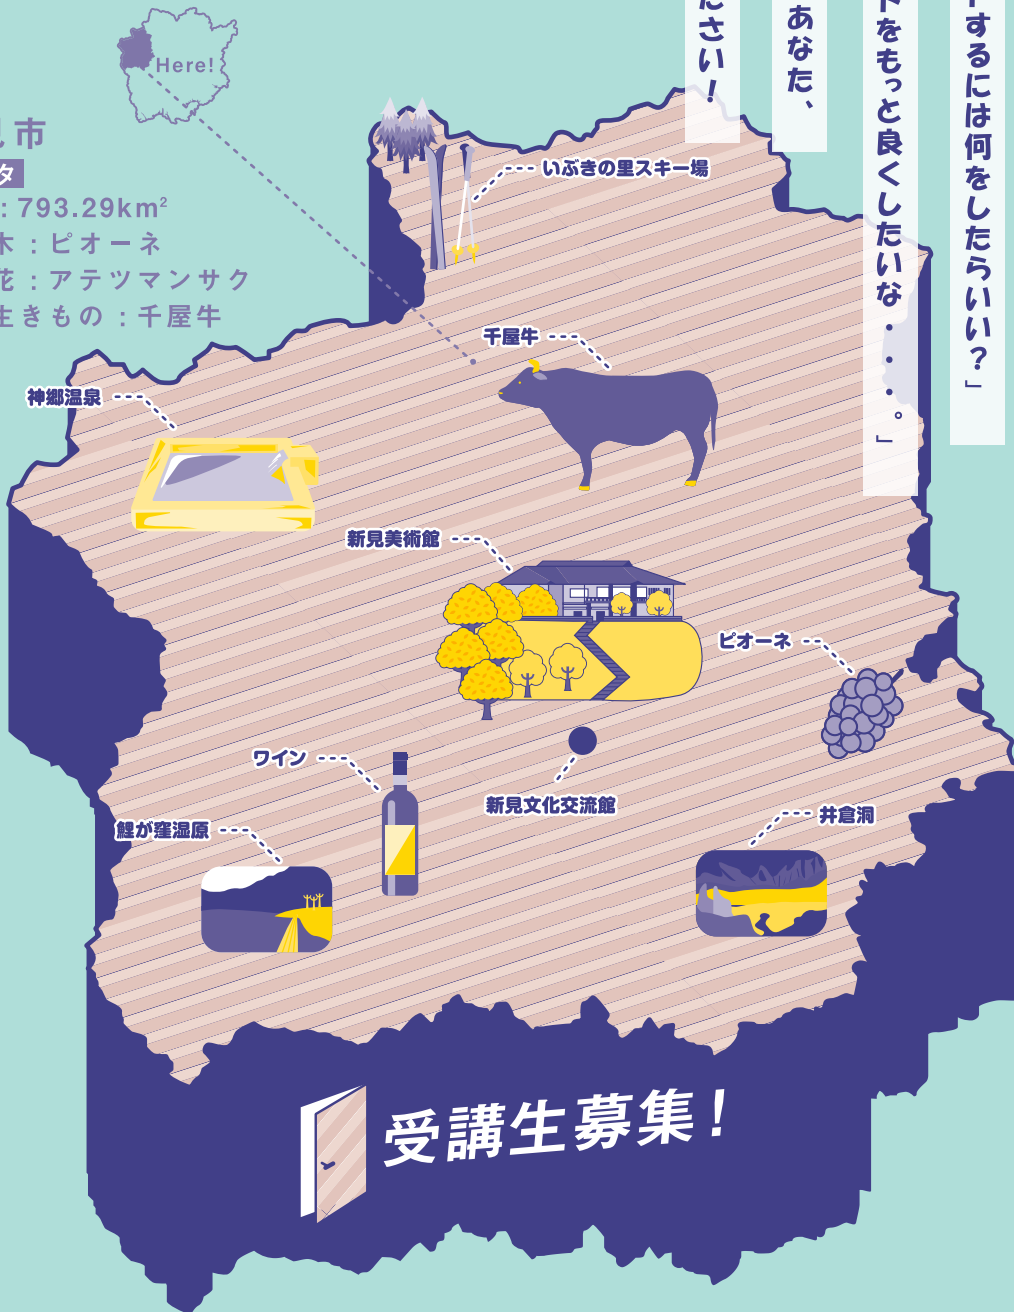 するには何をしたらいい？」
をもっと良くしたいな・・・。」
あなた、
ださい！
Here!
見市
タ
：793.29km²
木：ピオーネ
花：アテツマンサク
生きもの：千屋牛
いぶきの里スキー場
千屋牛
神郷温泉
新見美術館
ピオーネ
ワイン
新見文化交流館
井倉洞
鯉が窪湿原
受講生募集！